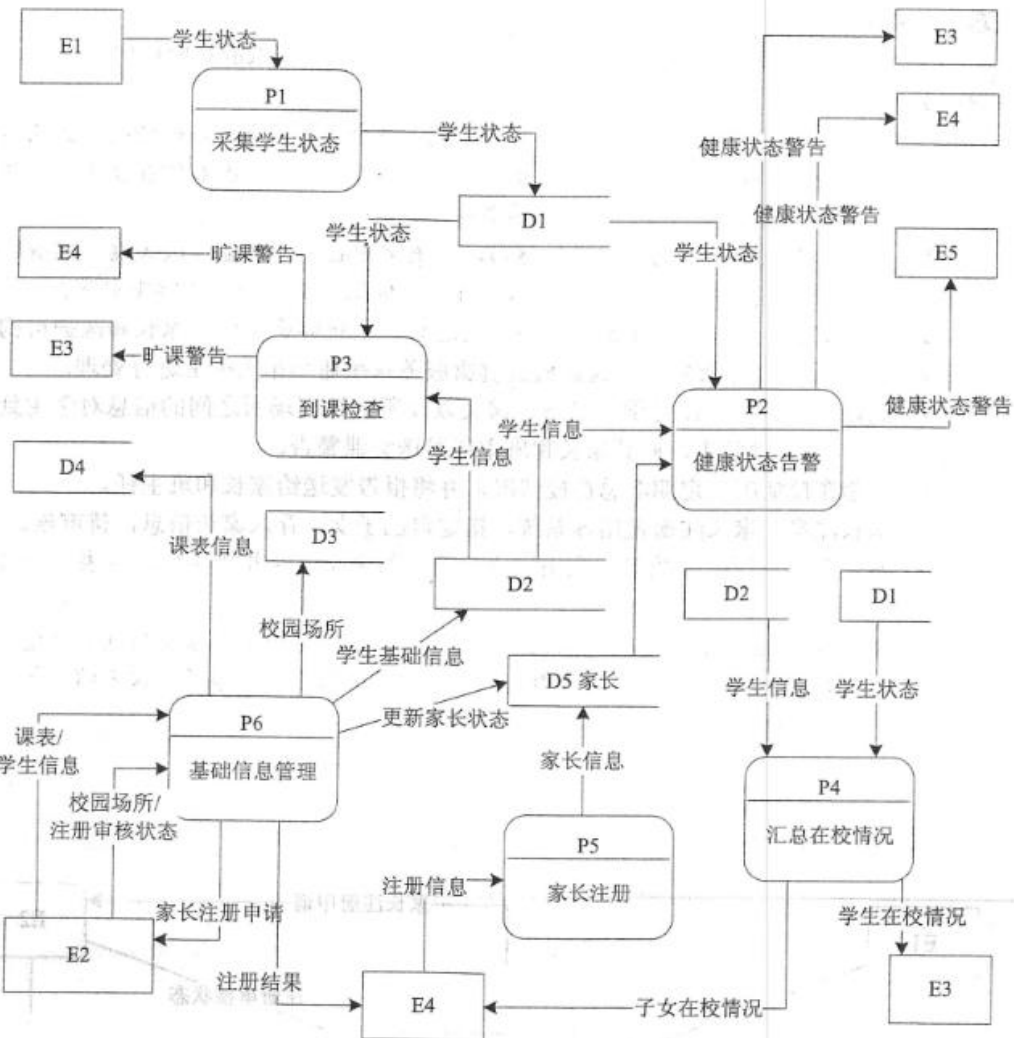 E1
学生状态
P1
采集学生状态
学生状态
D1
学生状态
学生状态
E3
E4
健康状态警告
健康状态警告
E5
健康状态警告
E4
旷课警告
E3
旷课警告
P3
到课检查
P2
健康状态告警
学生信息
学生信息
D4
课表信息
D3
校园场所
D2
学生基础信息
D5 家长
更新家长状态
D2
D1
学生信息
学生状态
P6
基础信息管理
课表/
学生信息
校园场所/
注册审核状态
家长信息
P4
汇总在校情况
P5
家长注册
注册信息
家长注册申请
E2
注册结果
E4
子女在校情况
学生在校情况
E3